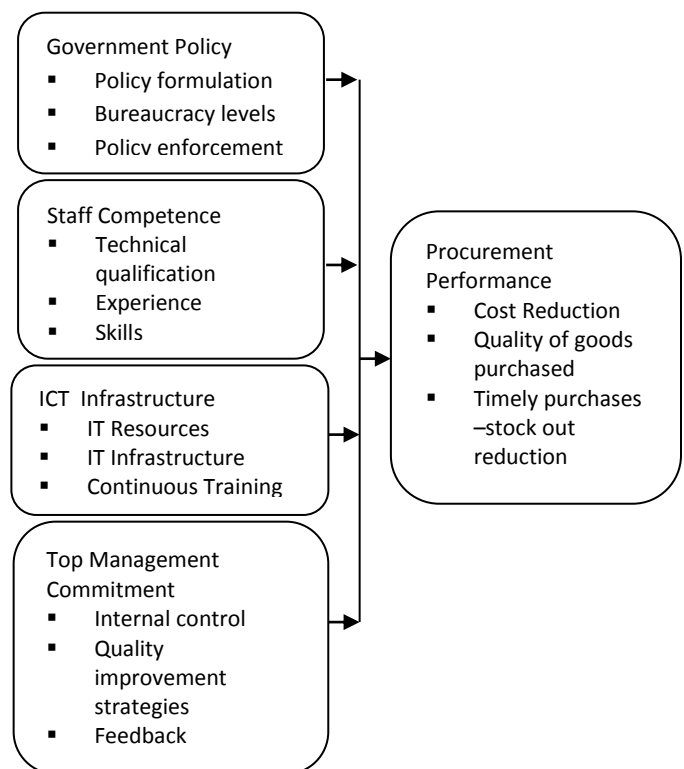 Government Policy
▪ Policy formulation
▪ Bureaucracy levels
▪ Policy enforcement
Staff Competence
▪ Technical
qualification
▪ Experience
▪ Skills
ICT Infrastructure
▪ IT Resources
▪ IT Infrastructure
▪ Continuous Training
Top Management
Commitment
▪ Internal control
▪ Quality
improvement
strategies
▪ Feedback
Procurement
Performance
▪ Cost Reduction
▪ Quality of goods
purchased
▪ Timely purchases
–stock out
reduction